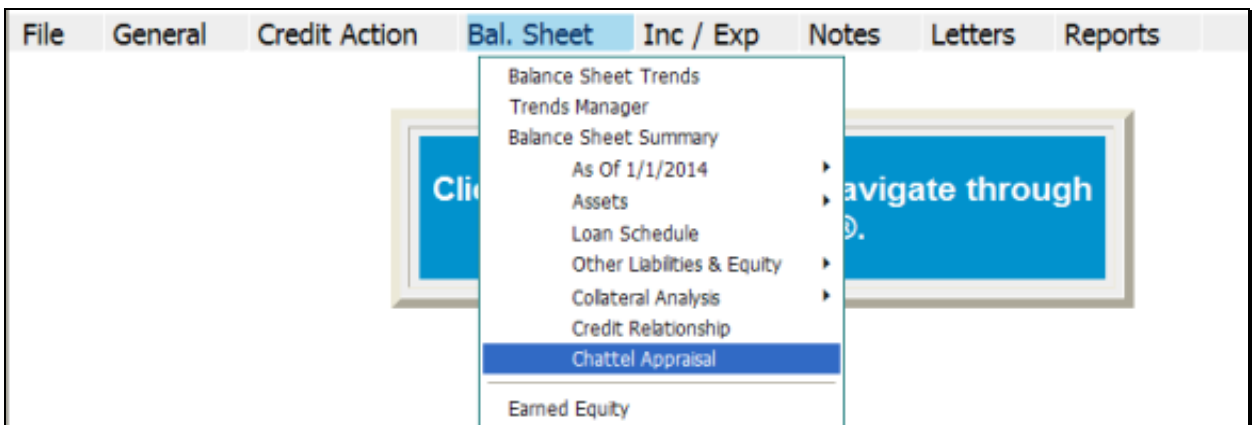 File General Credit Action Bal. Sheet Inc / Exp Notes Letters Reports
Balance Sheet Trends
Trends Manager
Balance Sheet Summary
As Of 1/1/2014
Assets
Loan Schedule
Other Liabilities & Equity
Collateral Analysis
Credit Relationship
Chattel Appraisal
Earned Equity
through